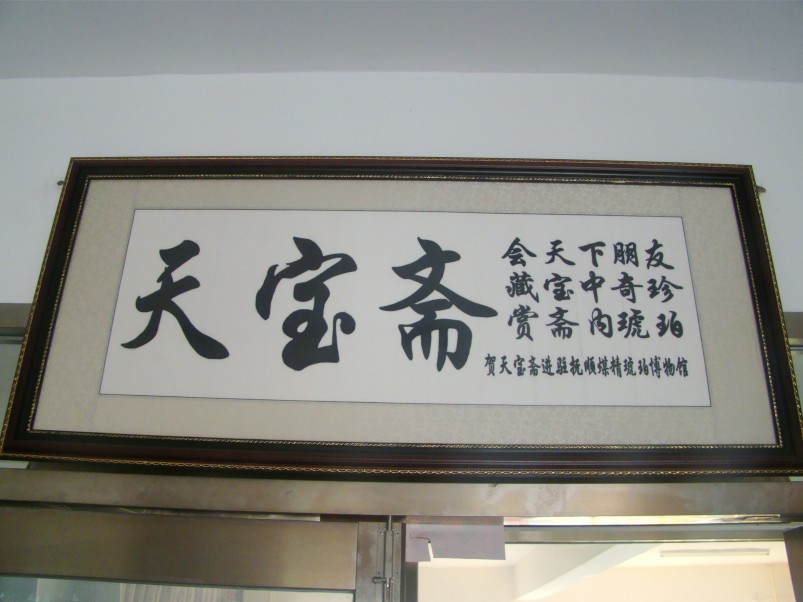 天宝斋
会天下朋友
藏宝中奇珍
赏斋内琥珀
贺天宝斋进驻抚顺煤精琥珀博物馆